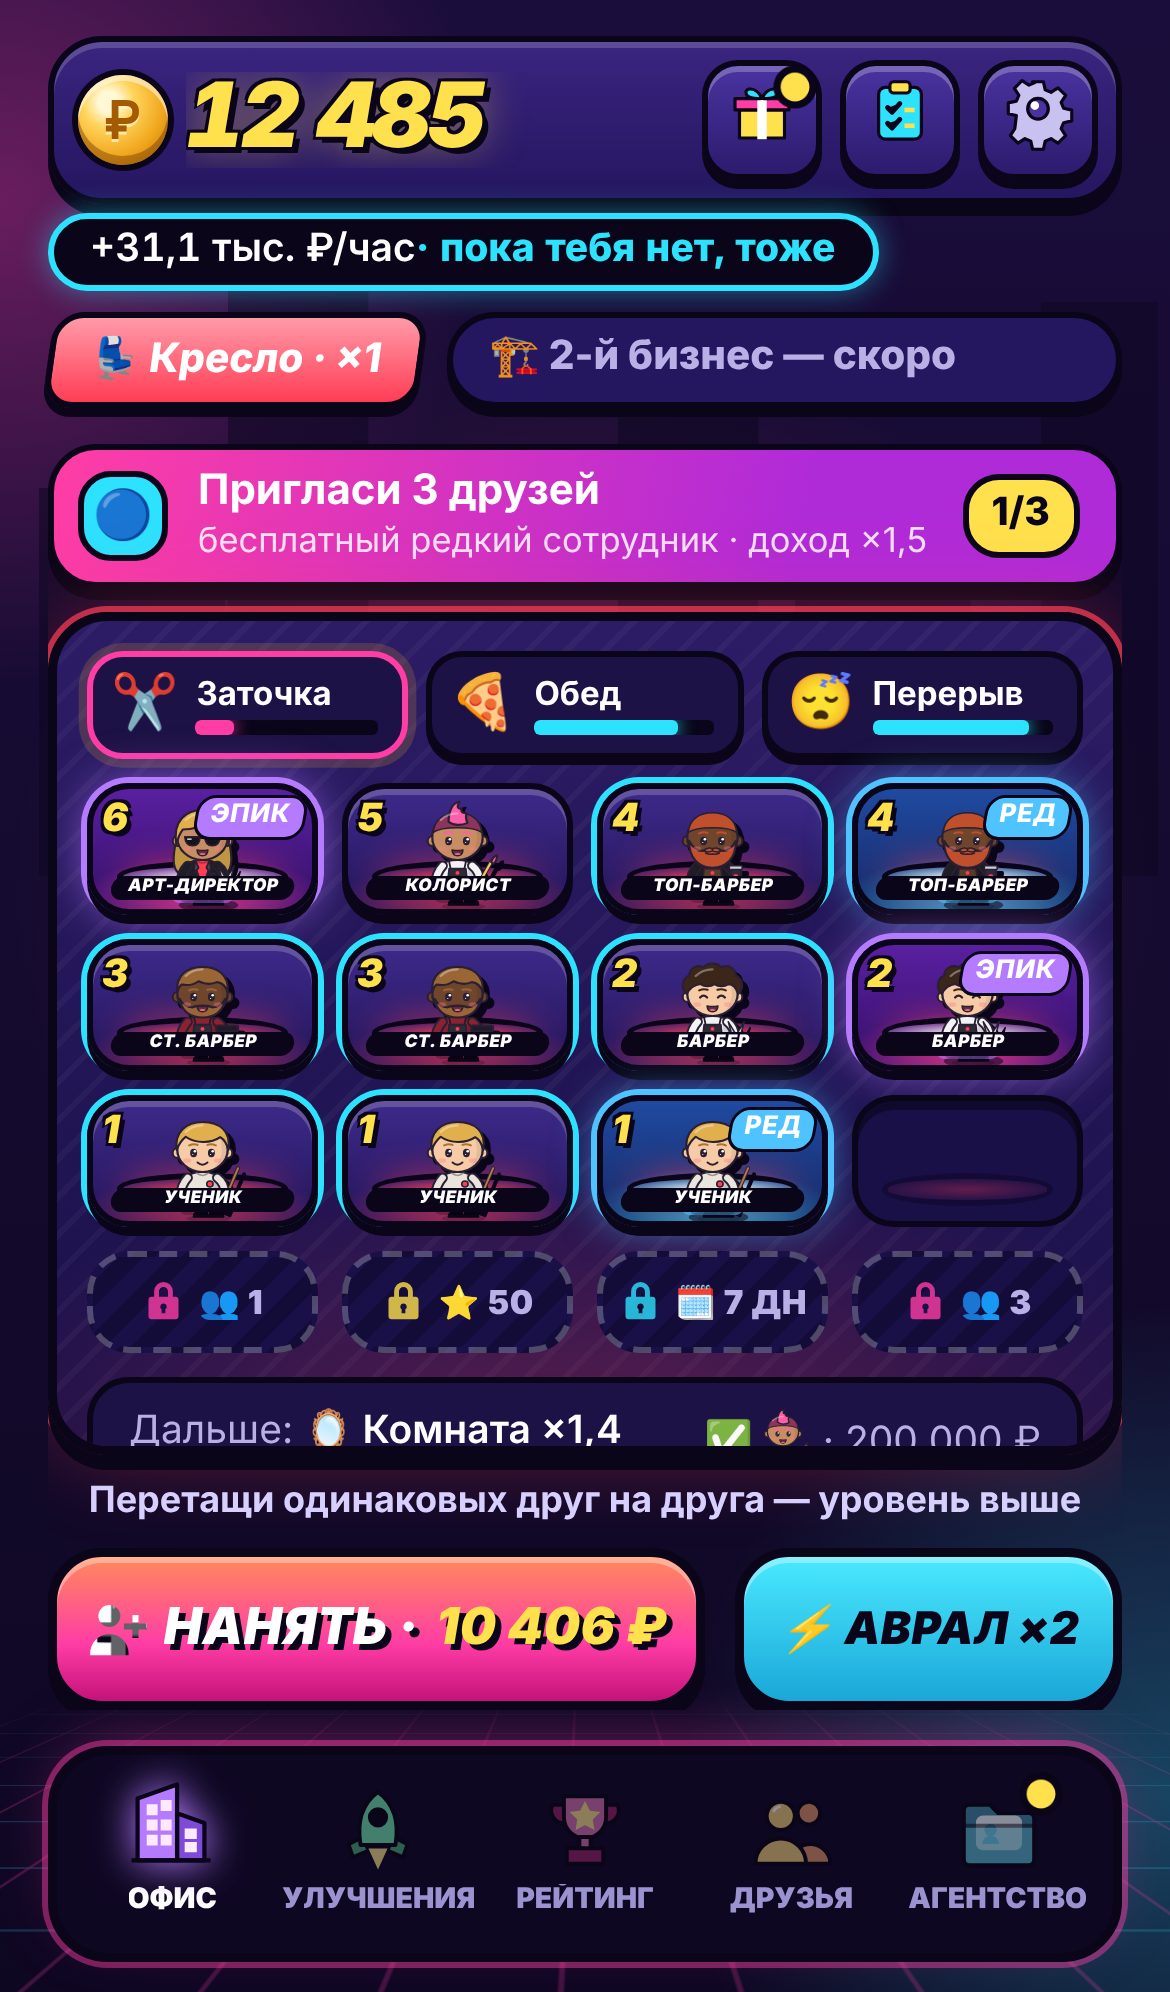 ₽ 12 485
+31,1 тыс. ₽/час · пока тебя нет, тоже
Кресло · ×1
2-й бизнес — скоро
Пригласи 3 друзей
бесплатный редкий сотрудник · доход ×1,5
1/3
Заточка
Обед
Перерыв
6 ЭПИК
АРТ-ДИРЕКТОР
5
КОЛОРИСТ
4
ТОП-БАРБЕР
4 РЕД
ТОП-БАРБЕР
3
СТ. БАРБЕР
3
СТ. БАРБЕР
2
БАРБЕР
2 ЭПИК
БАРБЕР
1
УЧЕНИК
1
УЧЕНИК
1 РЕД
УЧЕНИК
1
50
7 ДН
3
Дальше: Комната ×1,4
· 200 000 ₽
Перетащи одинаковых друг на друга — уровень выше
НАНЯТЬ · 10 406 ₽
АВРАЛ ×2
ОФИС
УЛУЧШЕНИЯ
РЕЙТИНГ
ДРУЗЬЯ
АГЕНТСТВО